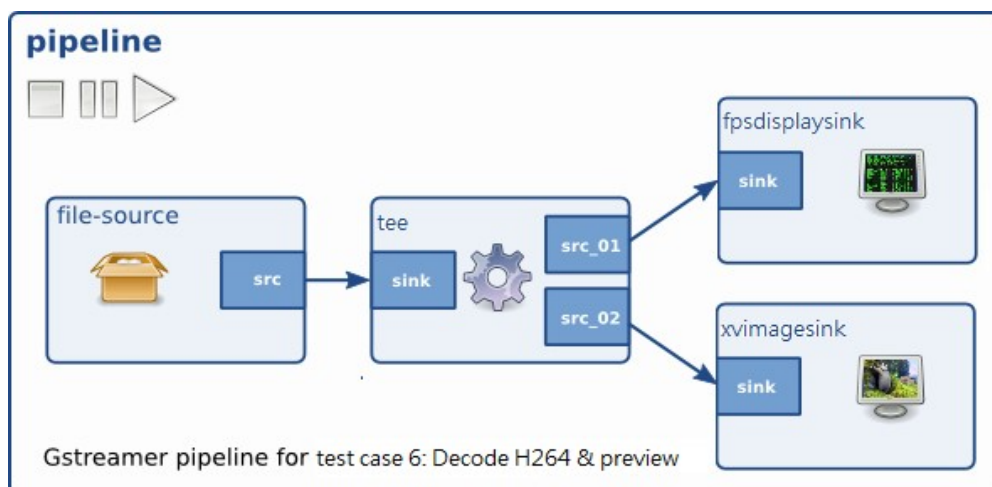 pipeline
fpsdisplaysink
sink
file-source
src
tee
sink
src_01
src_02
xvimagesink
sink
Gstreamer pipeline for test case 6: Decode H264 & preview